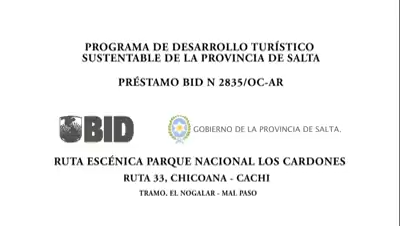 PROGRAMA DE DESARROLLO TURÍSTICO
SUSTENTABLE DE LA PROVINCIA DE SALTA
PRÉSTAMO BID N 2835/OC-AR
BID
GOBIERNO DE LA PROVINCIA DE SALTA.
RUTA ESCÉNICA PARQUE NACIONAL LOS CARDONES
RUTA 33, CHICOANA - CACHI
TRAMO. EL NOGALAR - MAL PASO